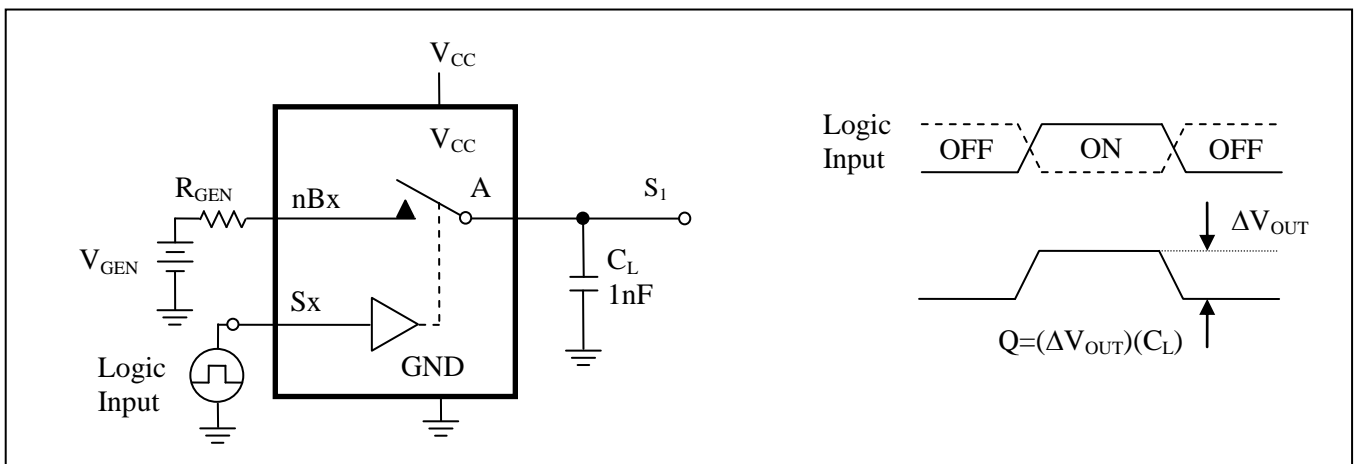 V_CC
V_CC
R_GEN
nBx
A
S_1
V_GEN
C_L
1nF
Sx
GND
Logic
Input
Logic
Input
OFF
ON
OFF
ΔV_OUT
Q=(ΔV_OUT)(C_L)